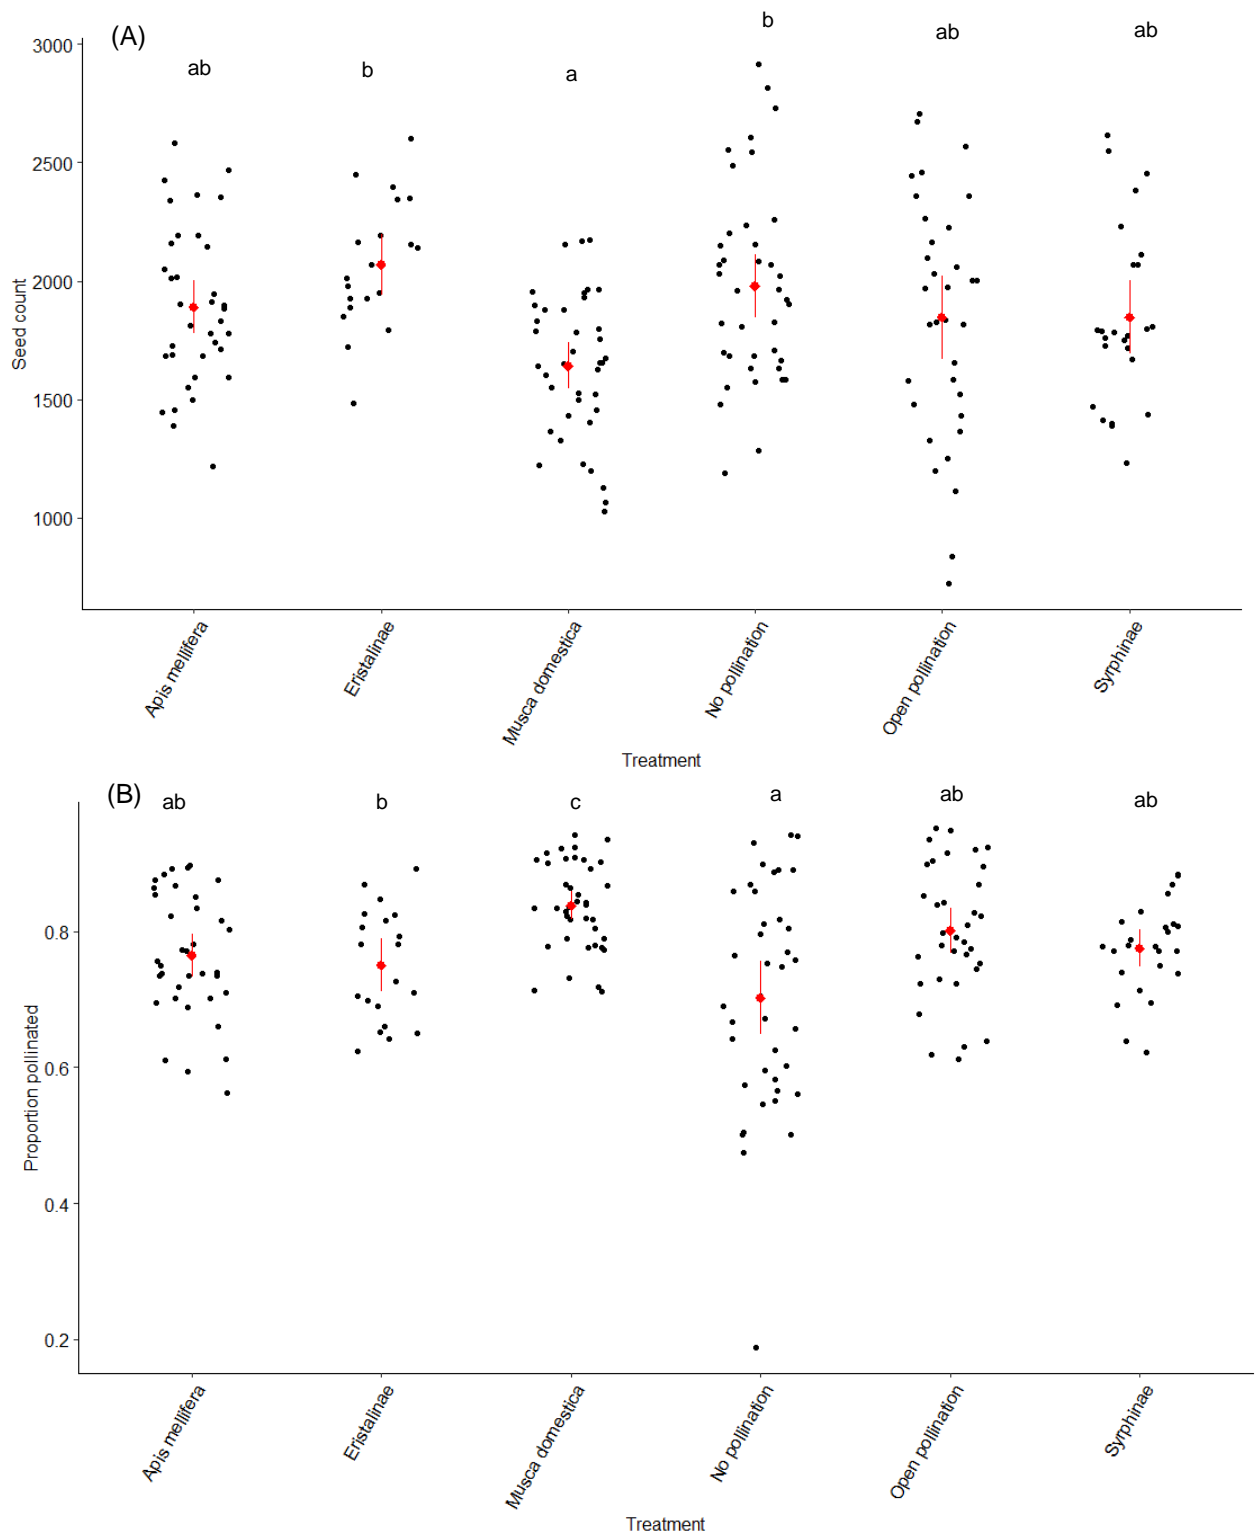 (A)
ab b a b ab ab
3000
2500
2000
1500
1000
Seed count
Apis mellifera
Eristalinae
Musca domestica
No pollination
Open pollination
Syrphinae
Treatment
(B)
ab b c a ab ab
0.8
0.6
0.4
0.2
Proportion pollinated
Apis mellifera
Eristalinae
Musca domestica
No pollination
Open pollination
Syrphinae
Treatment